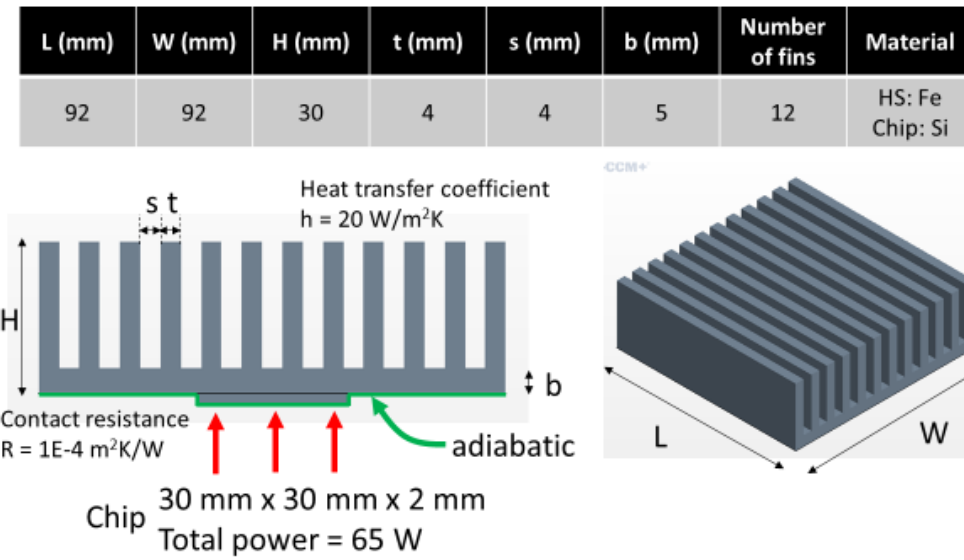 L (mm) W (mm) H (mm) t (mm) s (mm) b (mm) Number of fins Material
92 92 30 4 4 5 12 HS: Fe Chip: Si
CCM+
s t
Heat transfer coefficient
h = 20 W/m²K
H
b
Contact resistance
R = 1E-4 m²K/W
adiabatic
L
W
Chip
30 mm x 30 mm x 2 mm
Total power = 65 W